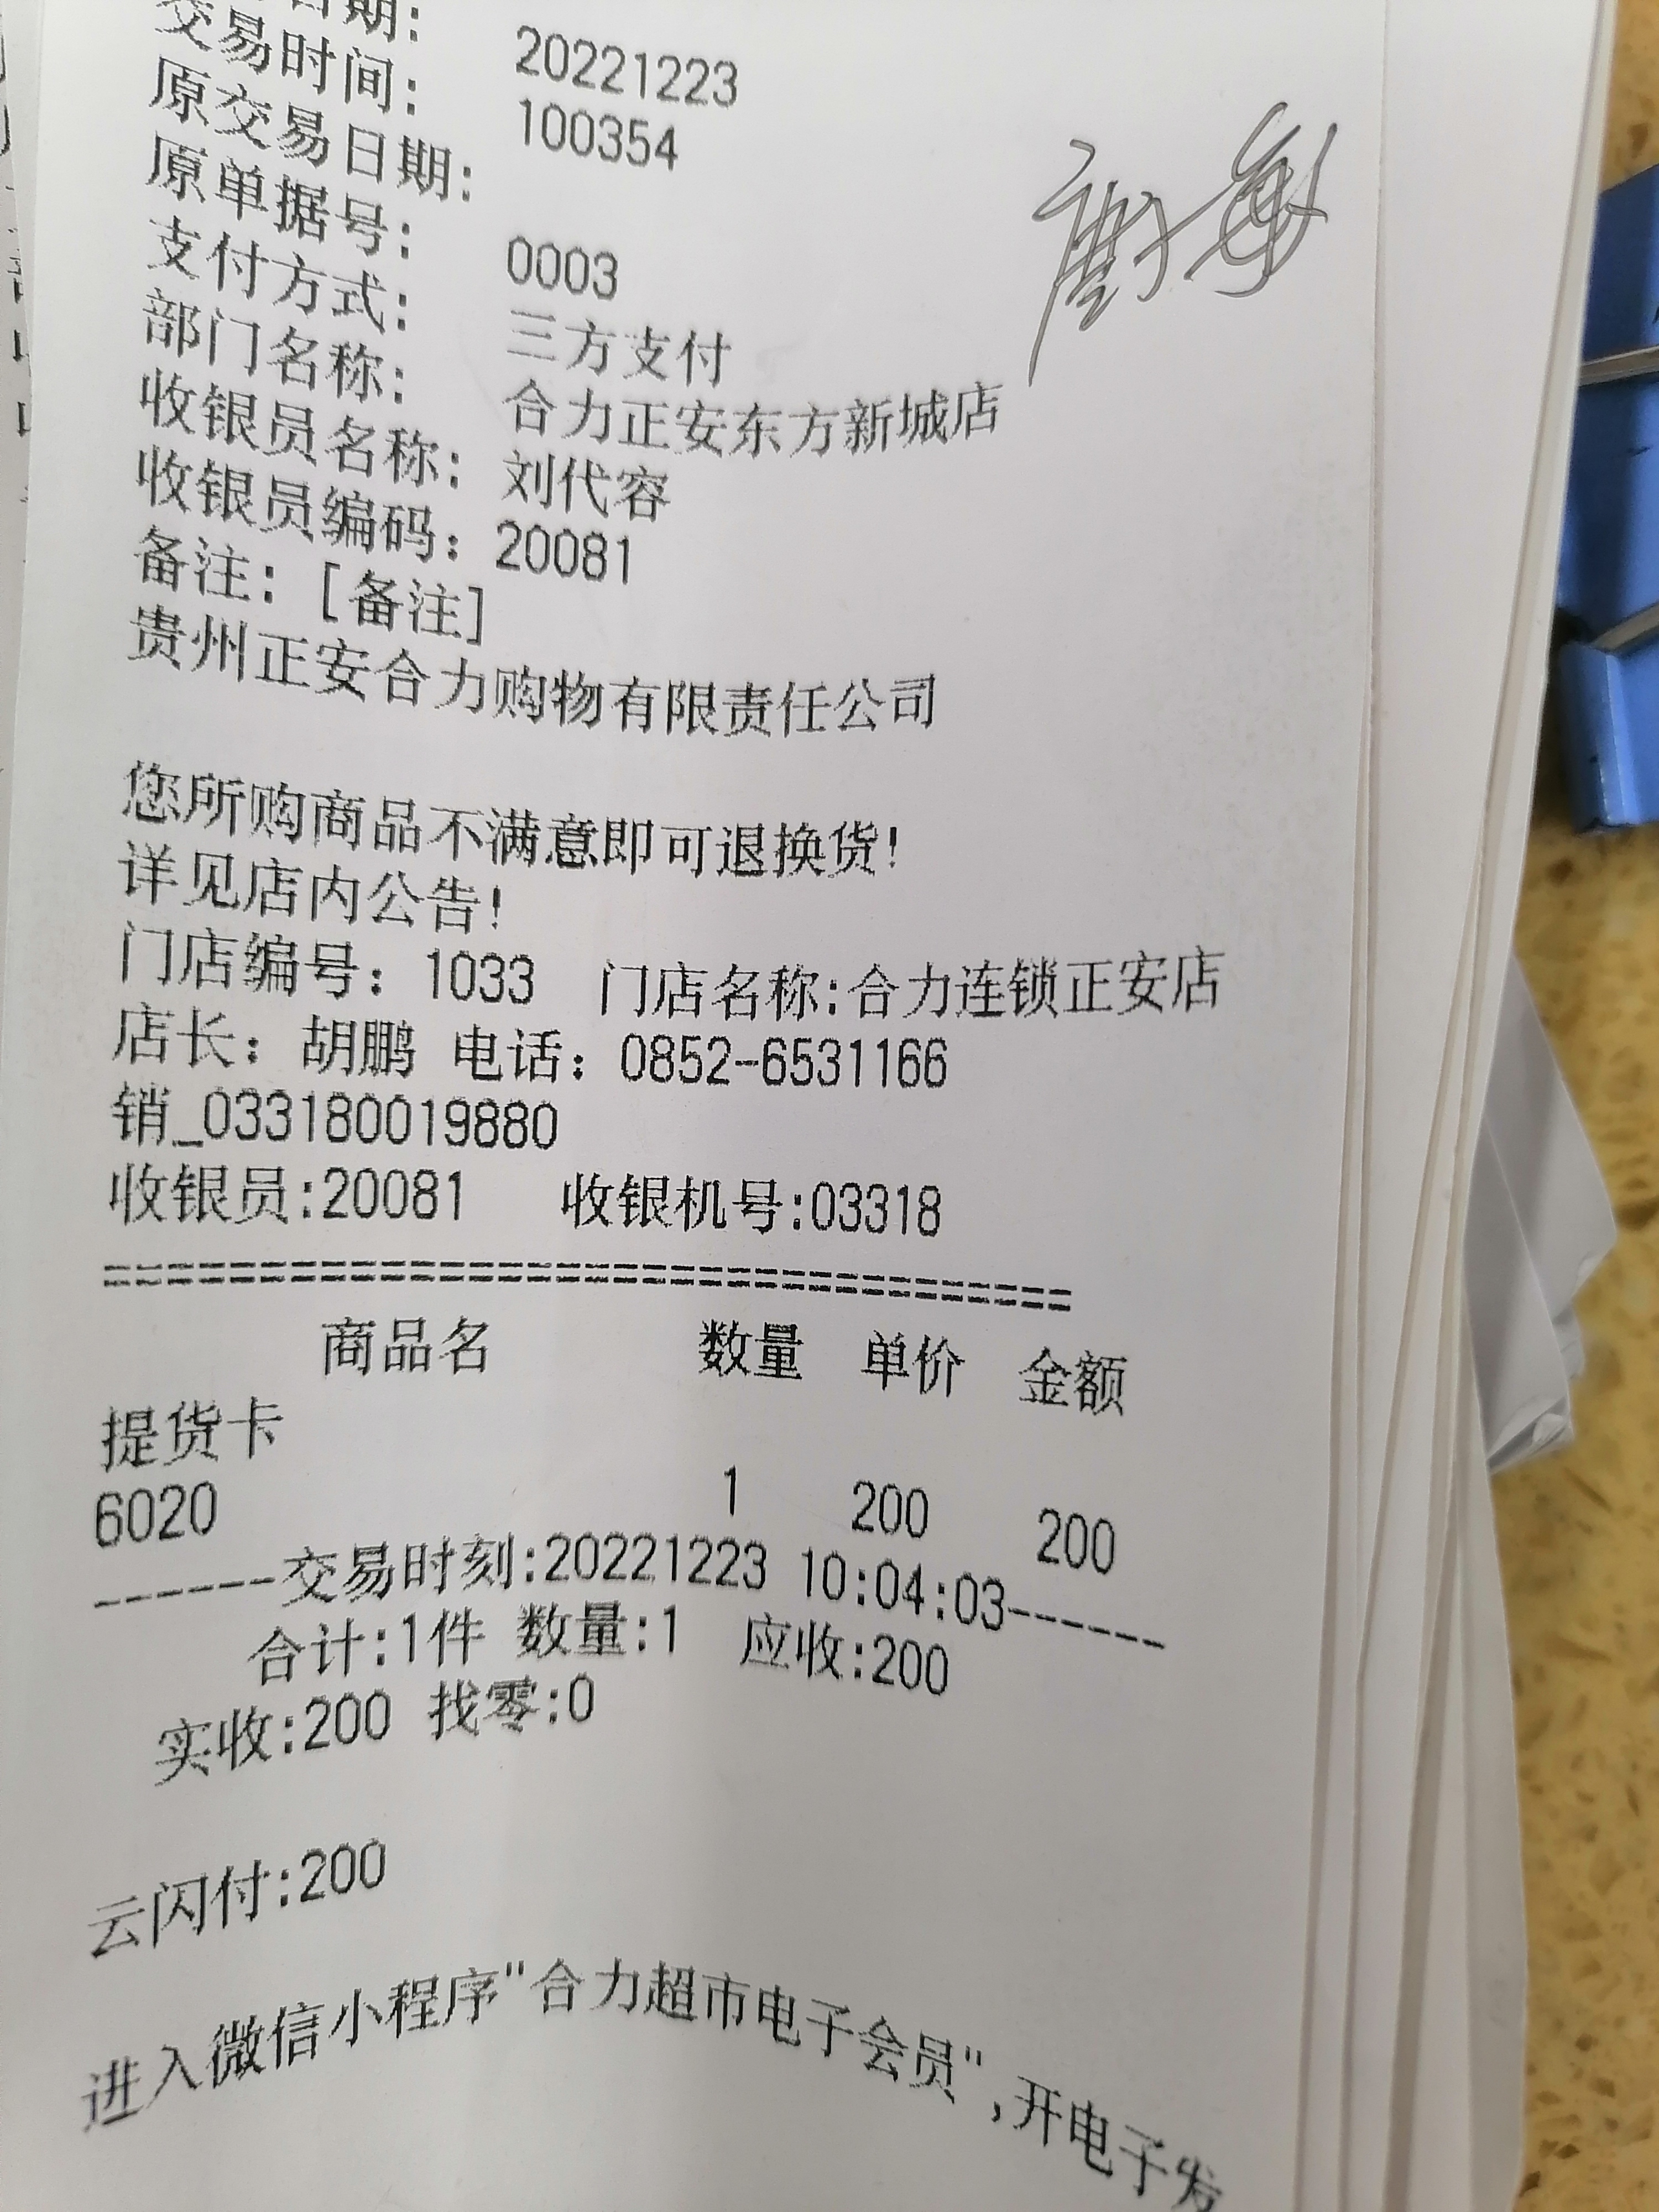 日期: 20221223
交易时间: 100354
原交易日期:
原单据号: 0003
支付方式: 三方支付
部门名称: 合力正安东方新城店
收银员名称: 刘代容
收银员编码: 20081
备注: [备注]
贵州正安合力购物有限责任公司
您所购商品不满意即可退换货!
详见店内公告!
门店编号: 1033 门店名称:合力连锁正安店
店长: 胡鹏 电话: 0852-6531166
销_033180019880
收银员:20081 收银机号:03318
==============================
商品名 数量 单价 金额
提货卡
6020 1 200 200
------交易时刻:20221223 10:04:03------
合计:1件 数量:1 应收:200
实收:200 找零:0
云闪付:200
进入微信小程序"合力超市电子会员",开电子发